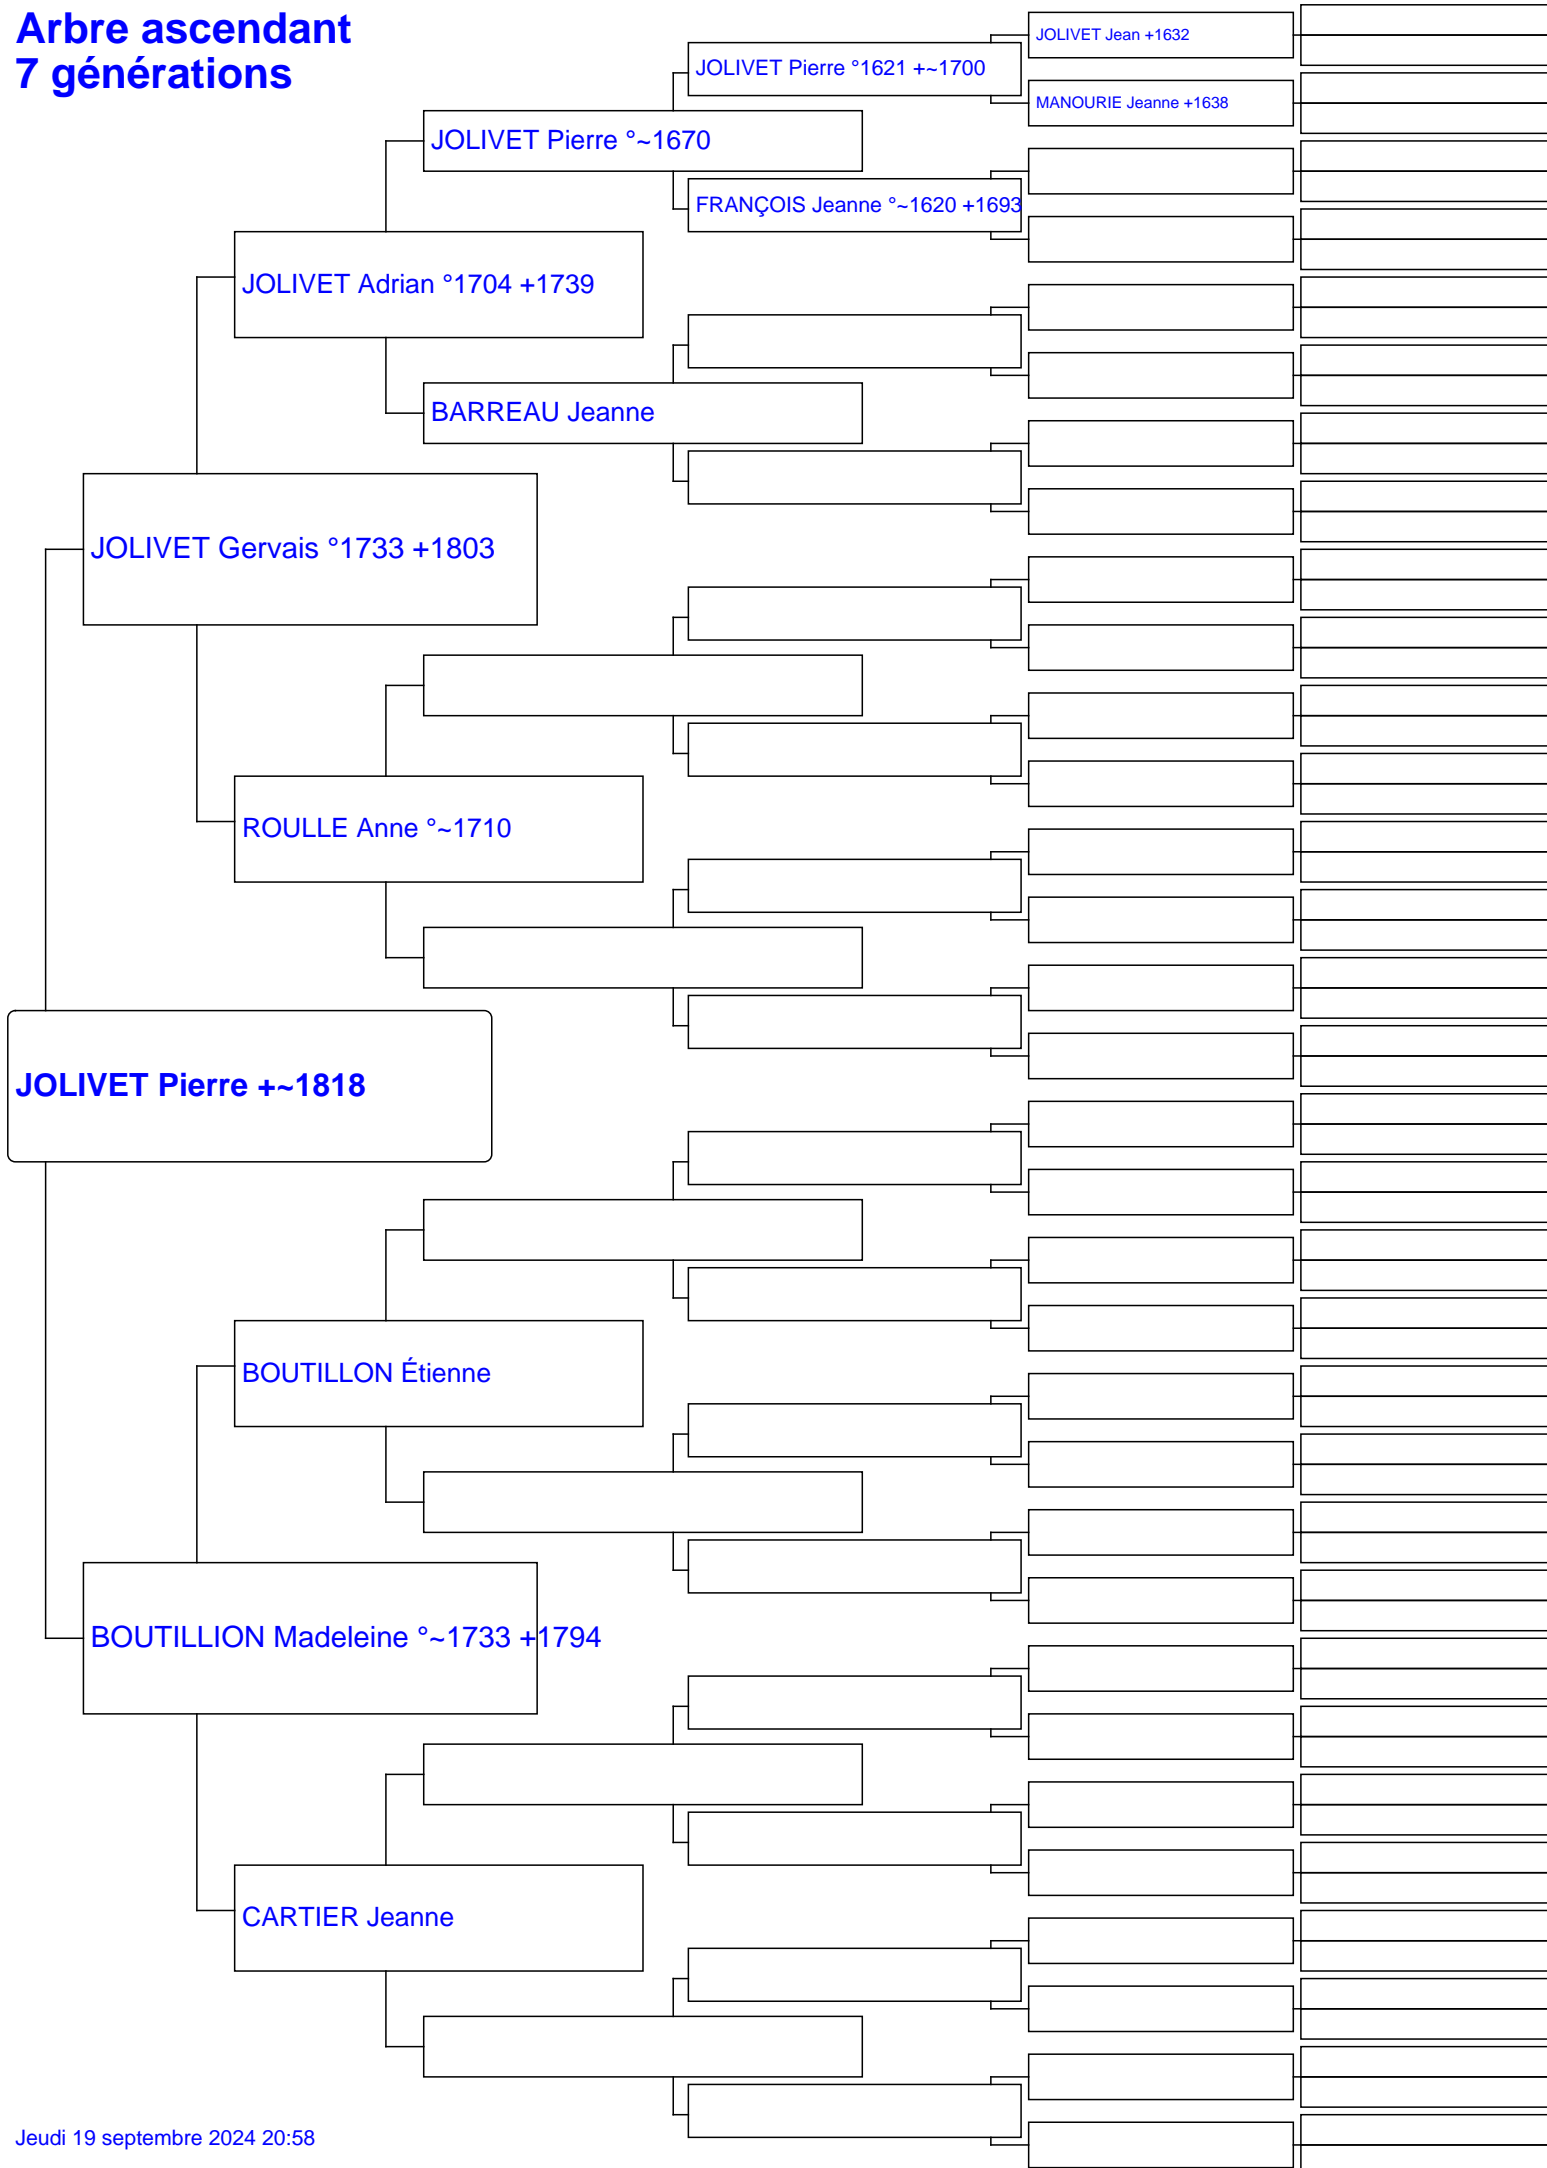 Arbre ascendant
7 générations
JOLIVET Jean +1632
JOLIVET Pierre °1621 +~1700
MANOURIE Jeanne +1638
JOLIVET Pierre °~1670
FRANÇOIS Jeanne °~1620 +1693
JOLIVET Adrian °1704 +1739
BARREAU Jeanne
JOLIVET Gervais °1733 +1803
ROULLE Anne °~1710
JOLIVET Pierre +~1818
BOUTILLON Étienne
BOUTILLION Madeleine °~1733 +1794
CARTIER Jeanne
Jeudi 19 septembre 2024 20:58